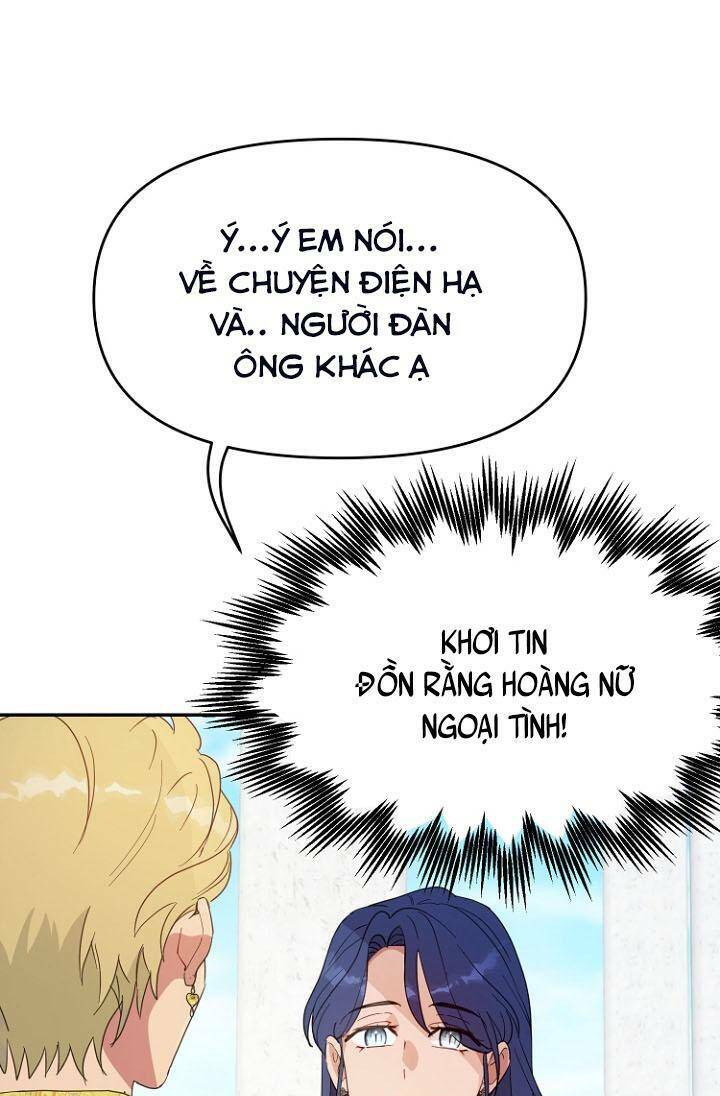 Ý...Ý EM NÓI...
VỀ CHUYỆN ĐIỆN HẠ
VÀ.. NGƯỜI ĐÀN
ÔNG KHÁC Ạ
KHƠI TIN
ĐỒN RẰNG HOÀNG NỮ
NGOẠI TÌNH!